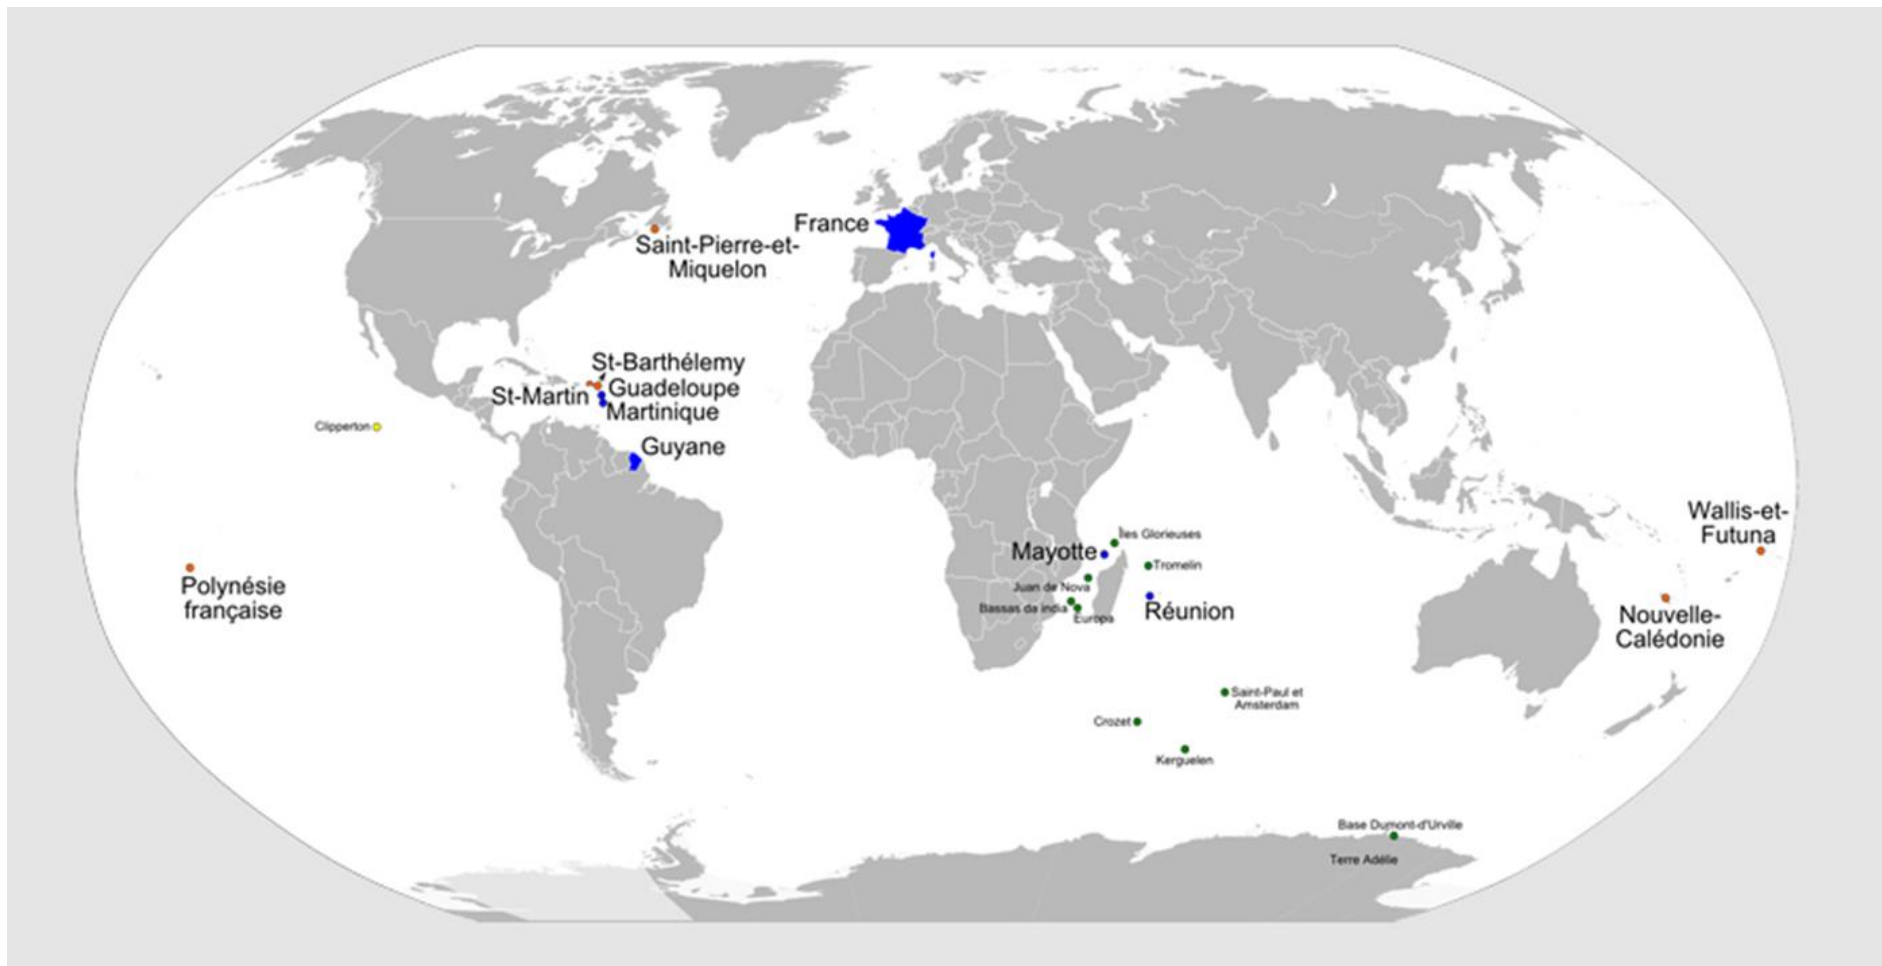 France
Saint-Pierre-et-
Miquelon
St-Barthélemy
Guadeloupe
St-Martin
Martinique
Clipperton
Guyane
Wallis-et-
Futuna
Îles Glorieuses
Mayotte
Tromelin
Polynésie
française
Juan de Nova
Bassas da india
Europa
Réunion
Nouvelle-
Calédonie
Saint-Paul et
Amsterdam
Crozet
Kerguelen
Base Dumont-d'Urville
Terre Adélie